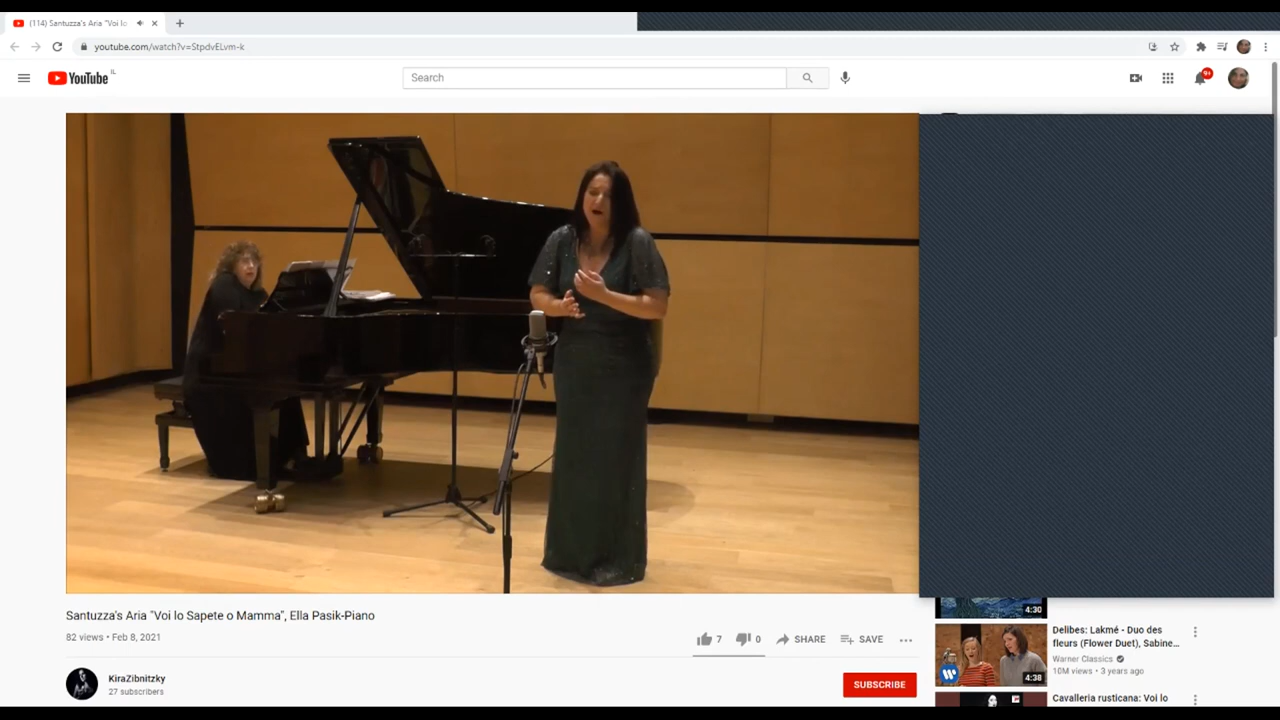 (114) Santuzza's Aria "Voi lo
youtube.com/watch?v=StpdvELvm-k
YouTube IL
Search
9+
Santuzza's Aria "Voi lo Sapete o Mamma", Ella Pasik-Piano
82 views • Feb 8, 2021
7
0
SHARE
SAVE
KiraZibnitzky
27 subscribers
SUBSCRIBE
4:30
Delibes: Lakmé - Duo des
fleurs (Flower Duet), Sabine...
Warner Classics
10M views • 3 years ago
4:38
Cavalleria rusticana: Voi lo